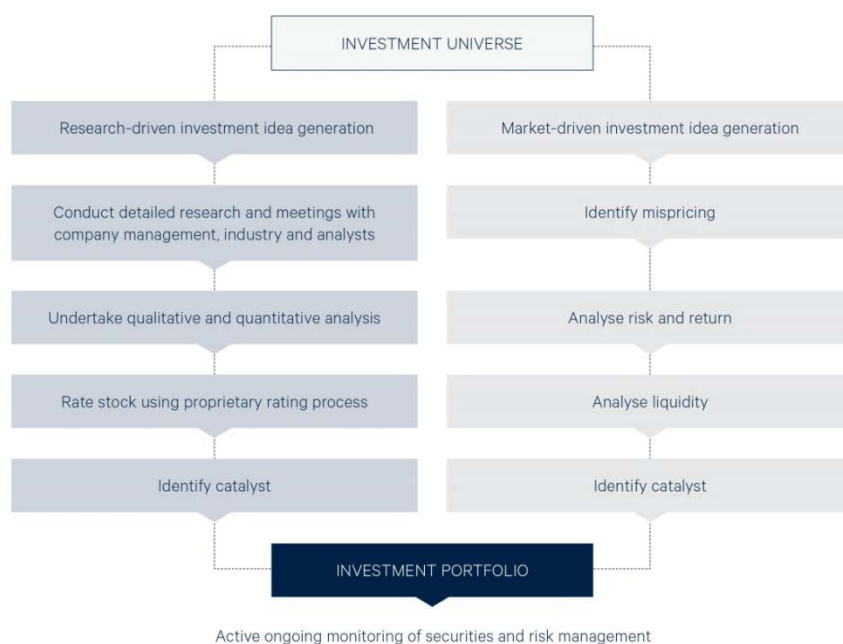 INVESTMENT UNIVERSE
Research-driven investment idea generation
Conduct detailed research and meetings with
company management, industry and analysts
Undertake qualitative and quantitative analysis
Rate stock using proprietary rating process
Identify catalyst
Market-driven investment idea generation
Identify mispricing
Analyse risk and return
Analyse liquidity
Identify catalyst
INVESTMENT PORTFOLIO
Active ongoing monitoring of securities and risk management